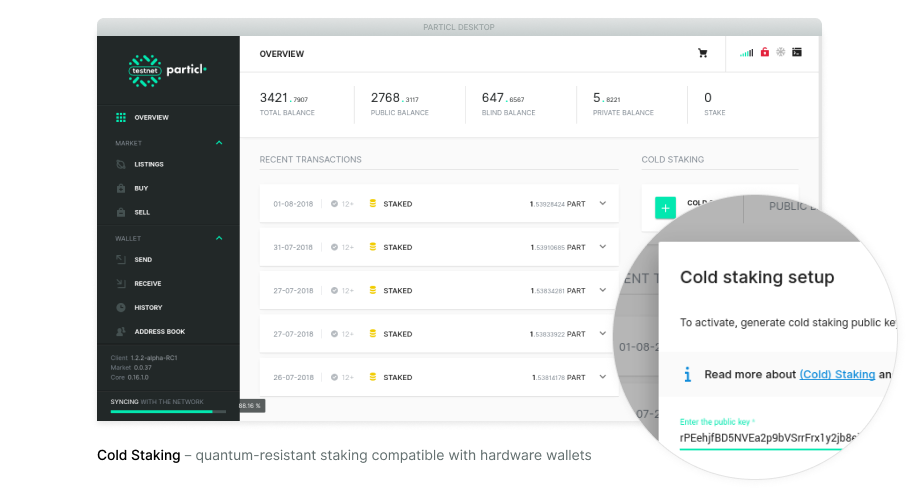 PARTICL DESKTOP
testnet particl
OVERVIEW
3421.7907
TOTAL BALANCE
2768.3117
PUBLIC BALANCE
647.6567
BLIND BALANCE
5.8221
PRIVATE BALANCE
0
STAKE
OVERVIEW
MARKET
LISTINGS
BUY
SELL
WALLET
SEND
RECEIVE
HISTORY
ADDRESS BOOK
Client 1.2.2-alpha-RC1
Market 0.0.37
Core 0.16.1.0
SYNCING WITH THE NETWORK
88.16 %
RECENT TRANSACTIONS
01-08-2018 12+ STAKED 1.53928424 PART
31-07-2018 12+ STAKED 1.53910685 PART
27-07-2018 12+ STAKED 1.53834281 PART
27-07-2018 12+ STAKED 1.53833922 PART
26-07-2018 12+ STAKED 1.53814178 PART
COLD STAKING
PUBLIC
Cold staking setup
To activate, generate cold staking public
01-08-2
Read more about (Cold) Staking an
07-2
Enter the public key *
rPEehjfBD5NVEa2p9bVSrrFrx1y2jb8
Cold Staking – quantum-resistant staking compatible with hardware wallets